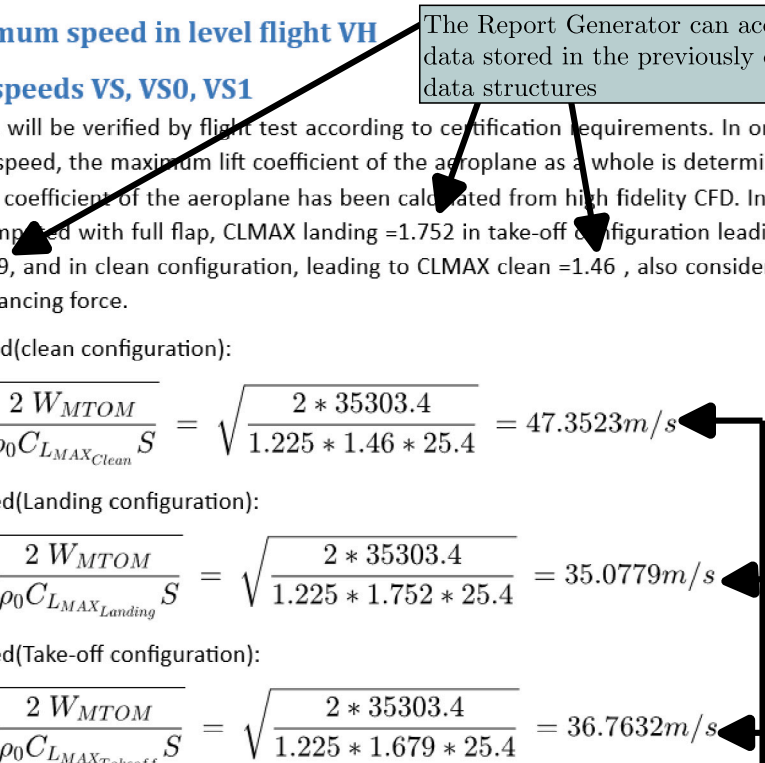 mum speed in level flight VH
speeds VS, VS0, VS1
The Report Generator can acc
data stored in the previously
data structures
will be verified by flight test according to certification requirements. In or
speed, the maximum lift coefficient of the aeroplane as a whole is determi
coefficient of the aeroplane has been calculated from high fidelity CFD. In
with full flap, CLMAX landing =1.752 in take-off configuration leadi
9, and in clean configuration, leading to CLMAX clean =1.46 , also conside
ancing force.
d(clean configuration):
2 W_{MTOM} / ρ_0 C_{L_{MAX_{Clean}}} S = √(2 ∗ 35303.4 / 1.225 ∗ 1.46 ∗ 25.4) = 47.3523m/s
ed(Landing configuration):
2 W_{MTOM} / ρ_0 C_{L_{MAX_{Landing}}} S = √(2 ∗ 35303.4 / 1.225 ∗ 1.752 ∗ 25.4) = 35.0779m/s
ed(Take-off configuration):
2 W_{MTOM} / ρ_0 C_{L_{MAX_{Takeoff}}} S = √(2 ∗ 35303.4 / 1.225 ∗ 1.679 ∗ 25.4) = 36.7632m/s